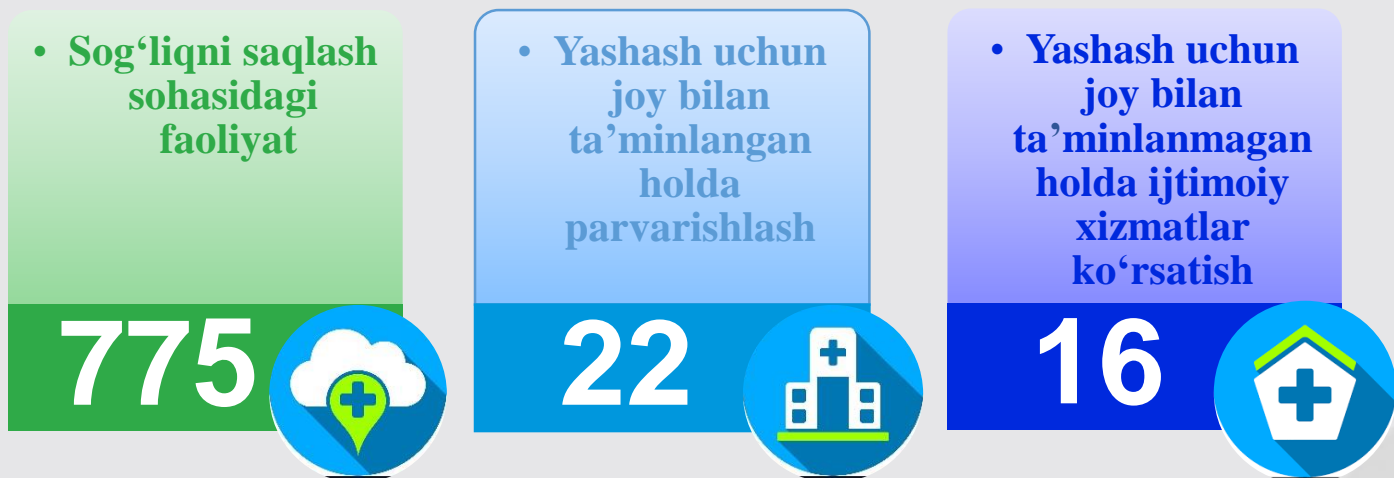 • Sog‘liqni saqlash
sohasidagi
faoliyat
775
• Yashash uchun
joy bilan
ta’minlangan
holda
parvarishlash
22
• Yashash uchun
joy bilan
ta’minlanmagan
holda ijtimoiy
xizmatlar
ko‘rsatish
16